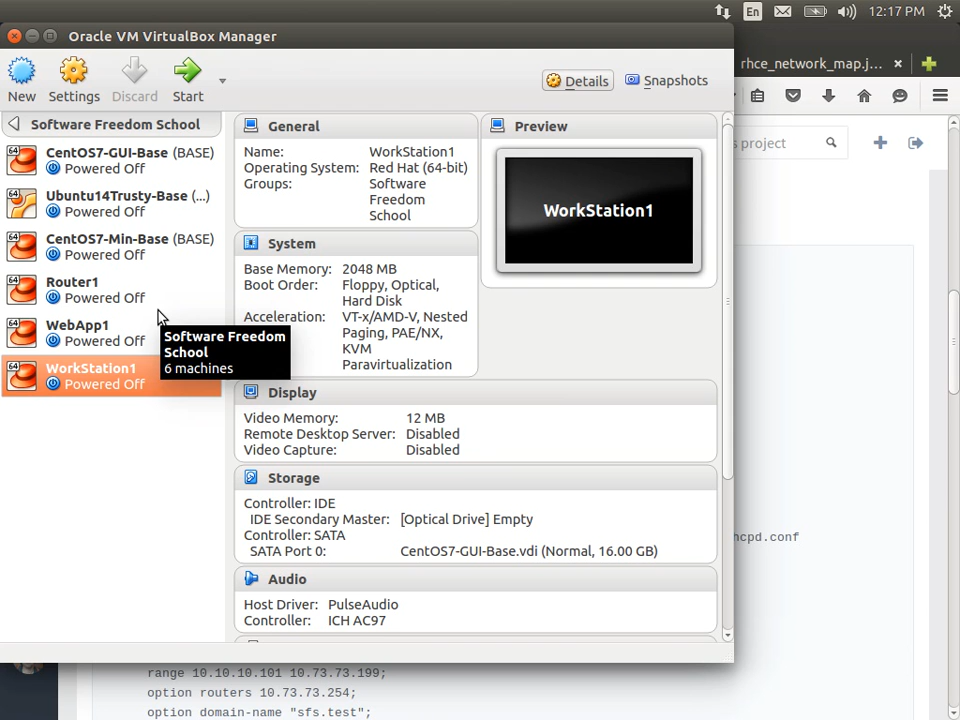 En 12:17 PM
Oracle VM VirtualBox Manager
rhce_network_map.j...
New Settings Discard Start
Details Snapshots
s project
Software Freedom School
64 CentOS7-GUI-Base (BASE)
Powered Off
64 Ubuntu14Trusty-Base (...)
Powered Off
64 CentOS7-Min-Base (BASE)
Powered Off
64 Router1
Powered Off
64 WebApp1
Powered Off
64 WorkStation1
Powered Off
Software Freedom
School
6 machines
General
Name: WorkStation1
Operating System: Red Hat (64-bit)
Groups: Software
Freedom
School
Preview
WorkStation1
System
Base Memory: 2048 MB
Boot Order: Floppy, Optical,
Hard Disk
Acceleration: VT-x/AMD-V, Nested
Paging, PAE/NX,
KVM
Paravirtualization
Display
Video Memory: 12 MB
Remote Desktop Server: Disabled
Video Capture: Disabled
Storage
Controller: IDE
IDE Secondary Master: [Optical Drive] Empty
Controller: SATA
SATA Port 0: CentOS7-GUI-Base.vdi (Normal, 16.00 GB)
Audio
Host Driver: PulseAudio
Controller: ICH AC97
hcpd.conf
range 10.10.10.101 10.73.73.199;
option routers 10.73.73.254;
option domain-name "sfs.test";